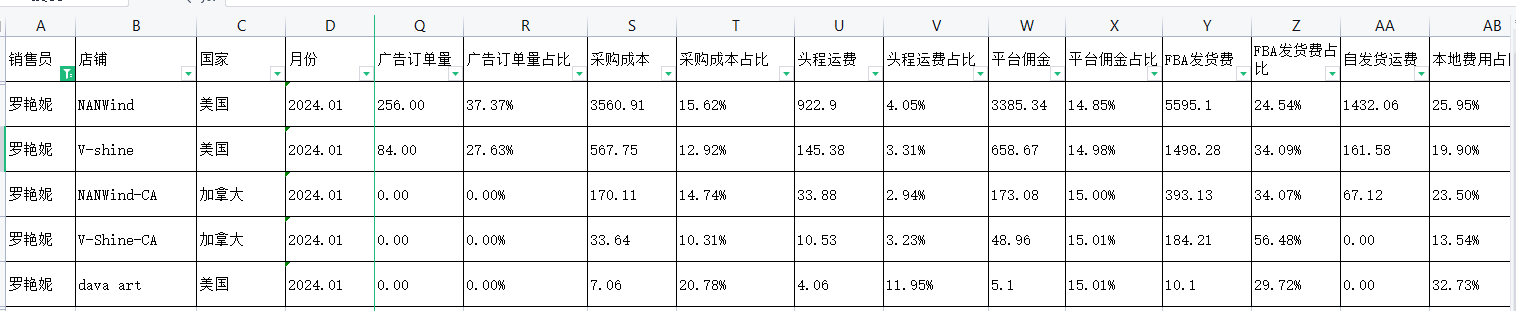 A B C D Q R S T U V W X Y Z AA AB
销售员 店铺 国家 月份 广告订单量 广告订单量占比 采购成本 采购成本占比 头程运费 头程运费占比 平台佣金 平台佣金占比 FBA发货费 FBA发货费占比 自发货运费 本地费用占
罗艳妮 NANWind 美国 2024.01 256.00 37.37% 3560.91 15.62% 922.9 4.05% 3385.34 14.85% 5595.1 24.54% 1432.06 25.95%
罗艳妮 V-shine 美国 2024.01 84.00 27.63% 567.75 12.92% 145.38 3.31% 658.67 14.98% 1498.28 34.09% 161.58 19.90%
罗艳妮 NANWind-CA 加拿大 2024.01 0.00 0.00% 170.11 14.74% 33.88 2.94% 173.08 15.00% 393.13 34.07% 67.12 23.50%
罗艳妮 V-Shine-CA 加拿大 2024.01 0.00 0.00% 33.64 10.31% 10.53 3.23% 48.96 15.01% 184.21 56.48% 0.00 13.54%
罗艳妮 dava art 美国 2024.01 0.00 0.00% 7.06 20.78% 4.06 11.95% 5.1 15.01% 10.1 29.72% 0.00 32.73%